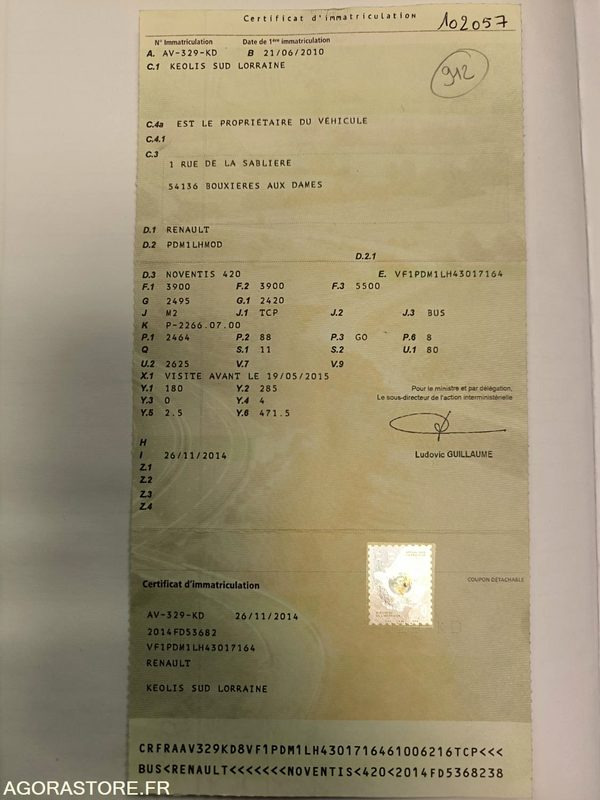 Certificat d'immatriculation
102057
N° Immatriculation Date de 1ère immatriculation
A. AV-329-KD B 21/06/2010
C.1 KEOLIS SUD LORRAINE
912
C.4a EST LE PROPRIÉTAIRE DU VÉHICULE
C.4.1
C.3
1 RUE DE LA SABLIERE
54136 BOUXIERES AUX DAMES
D.1 RENAULT
D.2 PDM1LHMOD
D.2.1
D.3 NOVENTIS 420 E. VF1PDM1LH43017164
F.1 3900 F.2 3900 F.3 5500
G 2495 G.1 2420
J M2 J.1 TCP J.2 J.3 BUS
K P-2266.07.00
P.1 2464 P.2 88 P.3 GO P.6 8
Q S.1 11 S.2 U.1 80
U.2 2625 V.7 V.9
X.1 VISITE AVANT LE 19/05/2015
Y.1 180 Y.2 285
Y.3 0 Y.4 4
Y.5 2.5 Y.6 471.5
Pour le ministre et par délégation,
Le sous-directeur de l'action interministérielle
Ludovic GUILLAUME
H
I 26/11/2014
Z.1
Z.2
Z.3
Z.4
COUPON DÉTACHABLE
Certificat d'immatriculation
AV-329-KD 26/11/2014
2014FD53682
VF1PDM1LH43017164
RENAULT
KEOLIS SUD LORRAINE
CRFRAAV329KD8VF1PDM1LH4301716461006216TCP<<<
BUS<RENAULT<<<<<<<NOVENTIS<420<2014FD5368238
AGORASTORE.FR